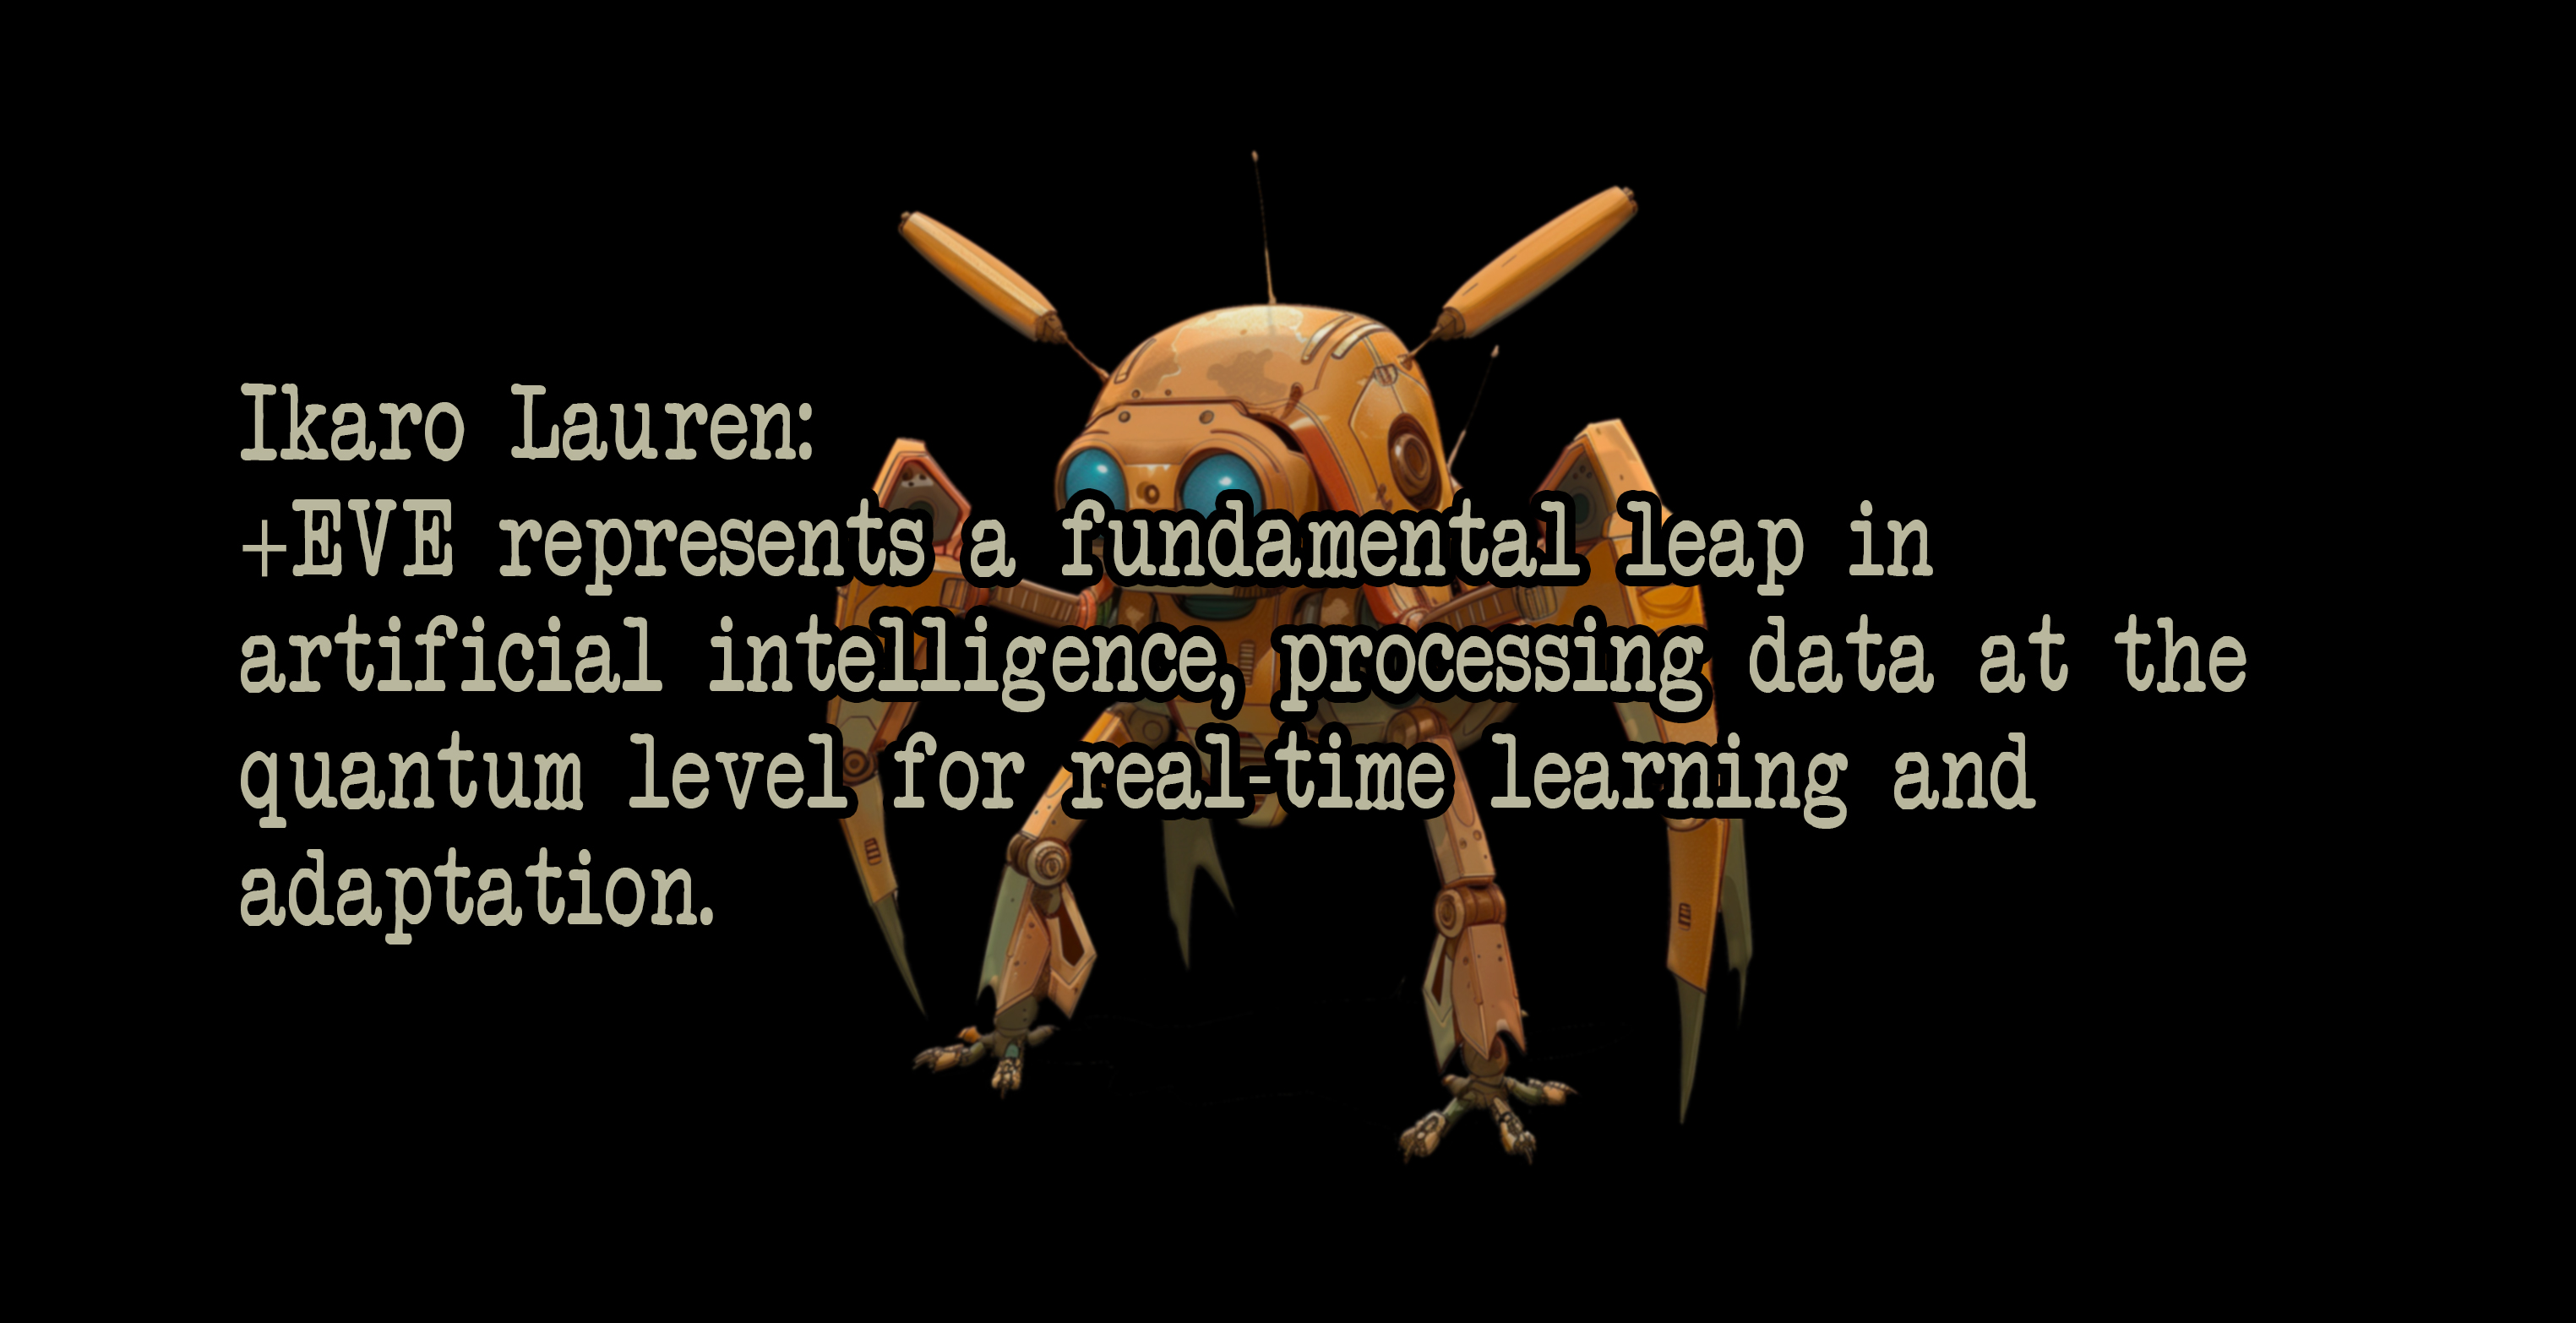 Ikaro Lauren:
+EVE represents a fundamental leap in
artificial intelligence, processing data at the
quantum level for real-time learning and
adaptation.